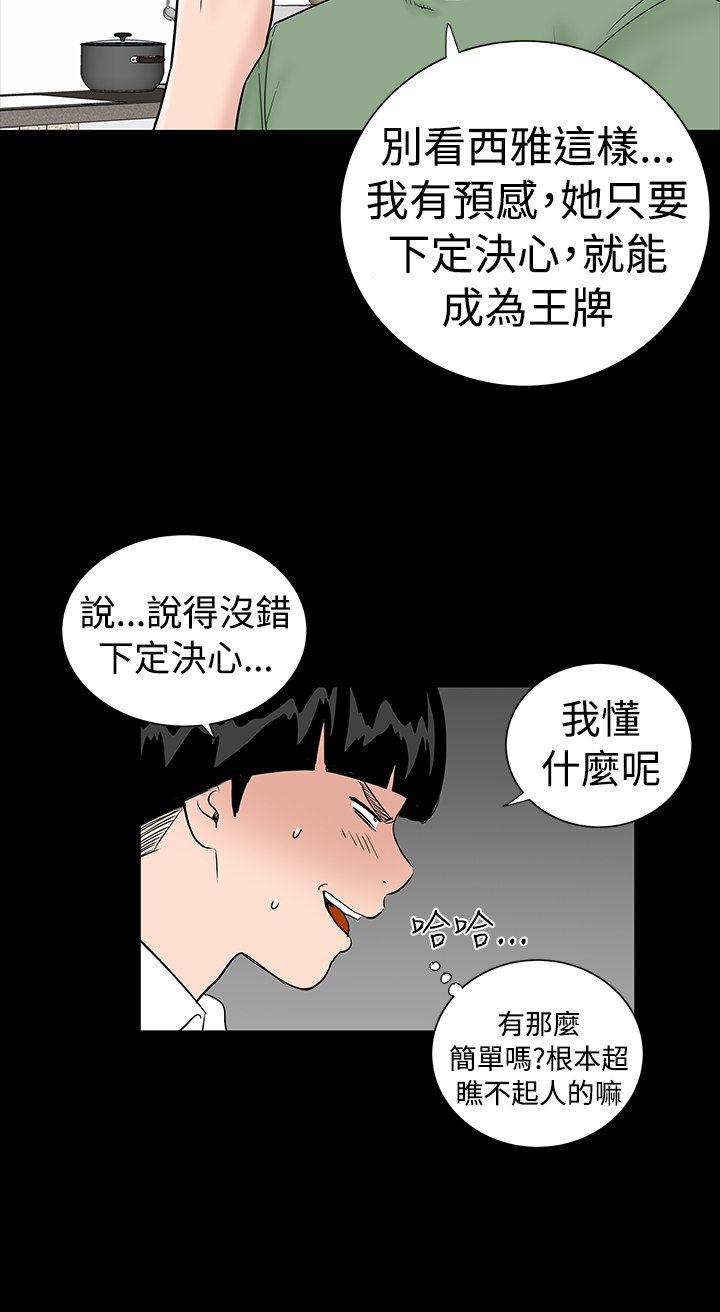 別看西雅這樣...
我有預感,她只要
下定決心,就能
成為王牌
說...說得沒錯
下定決心...
我懂
什麼呢
哈哈...
有那麼
簡單嗎?根本超
瞧不起人的嘛